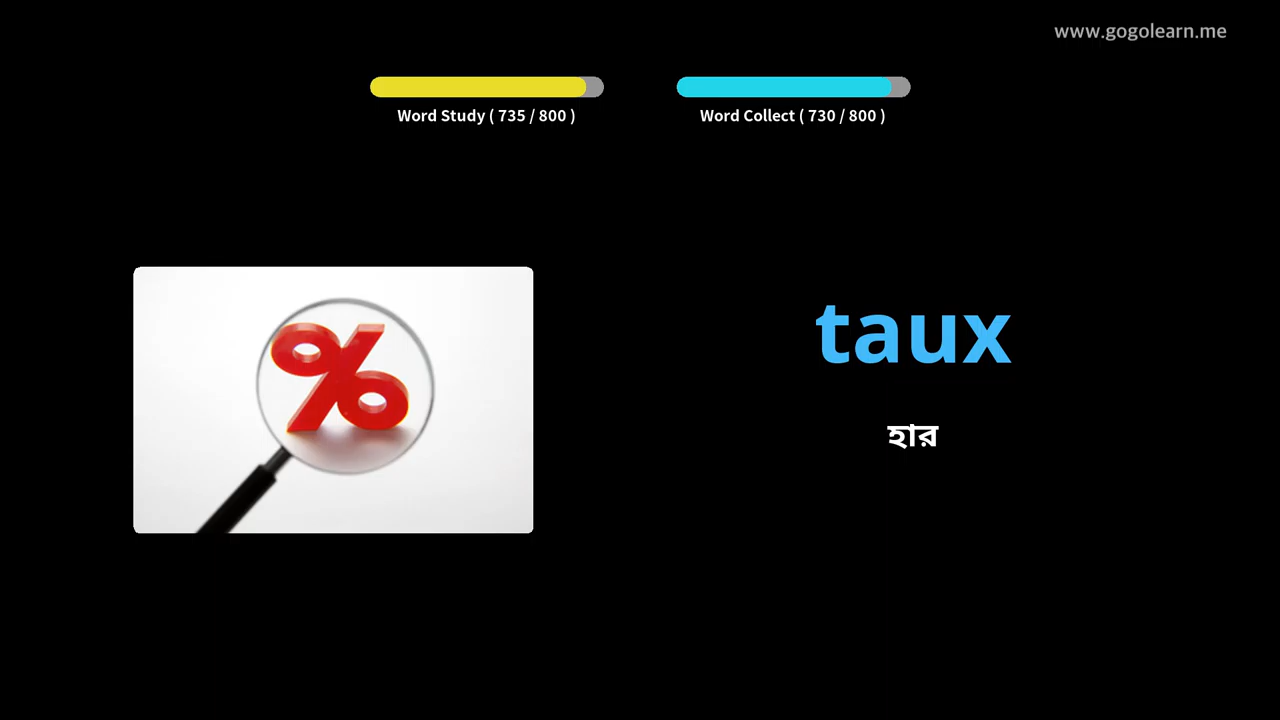 www.gogolearn.me
Word Study ( 735 / 800 )
Word Collect ( 730 / 800 )
%
taux
হার